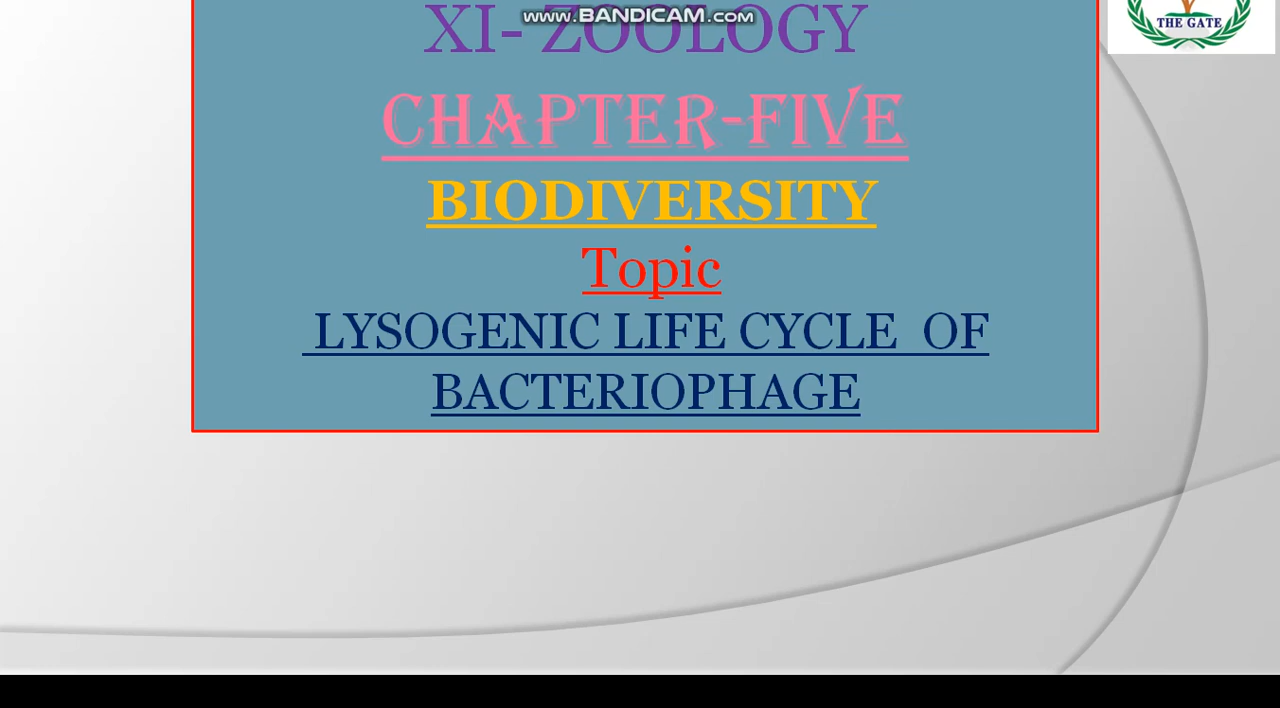 www.BANDICAM.com
XI- ZOOLOGY
THE GATE
CHAPTER-FIVE
BIODIVERSITY
Topic
LYSOGENIC LIFE CYCLE OF
BACTERIOPHAGE